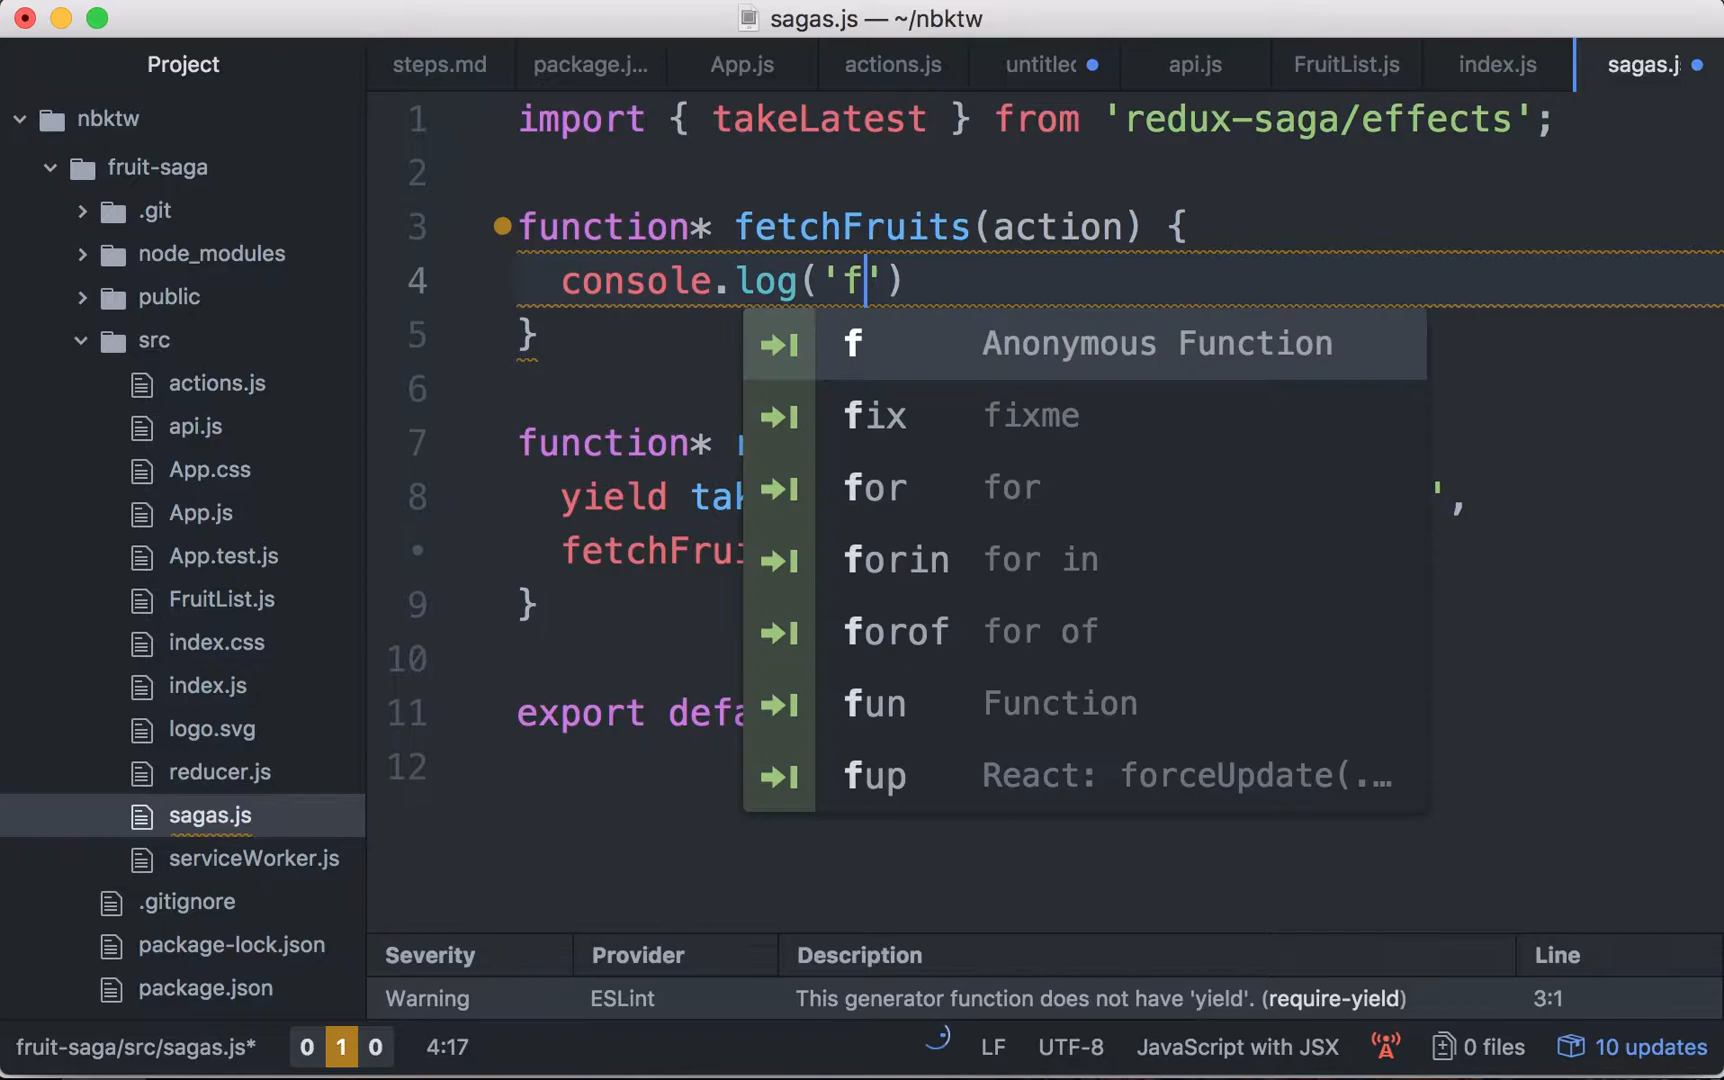 sagas.js — ~/nbktw
Project
steps.md
package.j...
App.js
actions.js
untitled
api.js
FruitList.js
index.js
sagas.js
nbktw
fruit-saga
.git
node_modules
public
src
actions.js
api.js
App.css
App.js
App.test.js
FruitList.js
index.css
index.js
logo.svg
reducer.js
sagas.js
serviceWorker.js
.gitignore
package-lock.json
package.json
1 import { takeLatest } from 'redux-saga/effects';
2
3 function* fetchFruits(action) {
4 console.log('f')
5 }
6
7 function*
8 yield tak ',
• fetchFrui
9 }
10
11 export defa
12
f Anonymous Function
fix fixme
for for
forin for in
forof for of
fun Function
fup React: forceUpdate(.…
Severity Provider Description Line
Warning ESLint This generator function does not have 'yield'. (require-yield) 3:1
fruit-saga/src/sagas.js* 0 1 0 4:17 LF UTF-8 JavaScript with JSX 0 files 10 updates